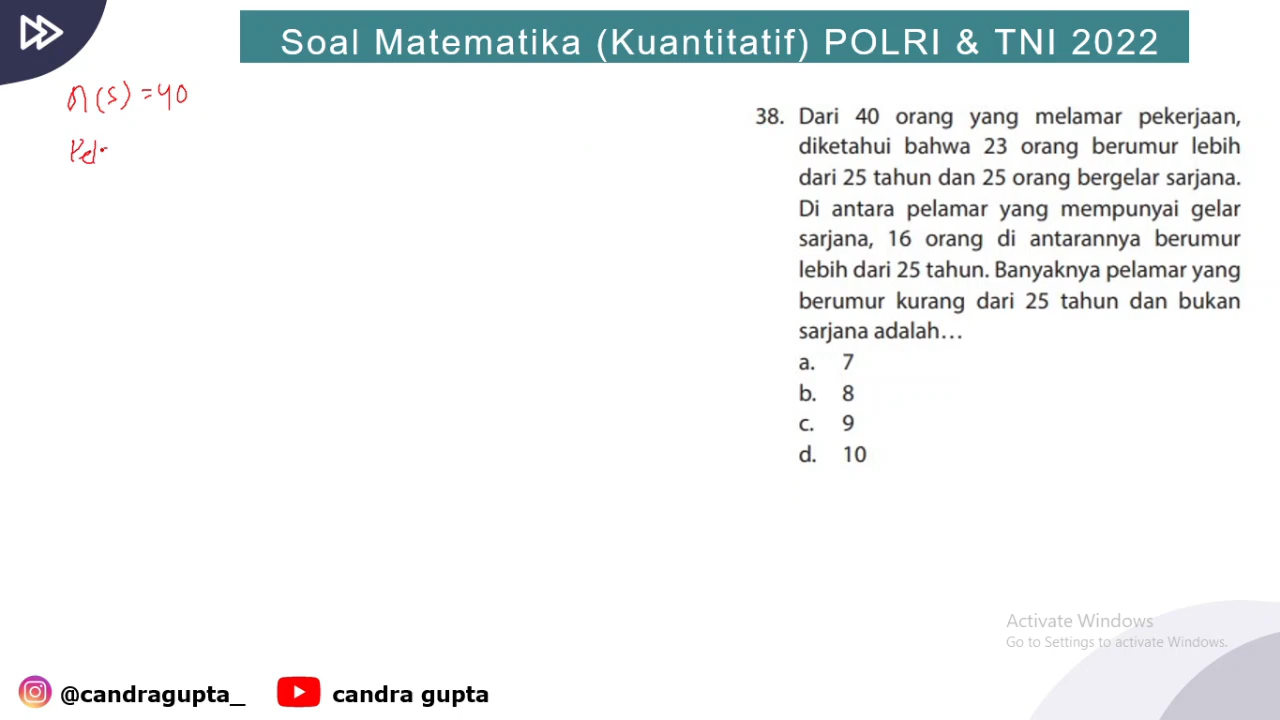 Soal Matematika (Kuantitatif) POLRI & TNI 2022
n(S) = 40
Pel
38. Dari 40 orang yang melamar pekerjaan,
diketahui bahwa 23 orang berumur lebih
dari 25 tahun dan 25 orang bergelar sarjana.
Di antara pelamar yang mempunyai gelar
sarjana, 16 orang di antarannya berumur
lebih dari 25 tahun. Banyaknya pelamar yang
berumur kurang dari 25 tahun dan bukan
sarjana adalah...
a. 7
b. 8
c. 9
d. 10
Activate Windows
Go to Settings to activate Windows.
@candragupta_ candra gupta